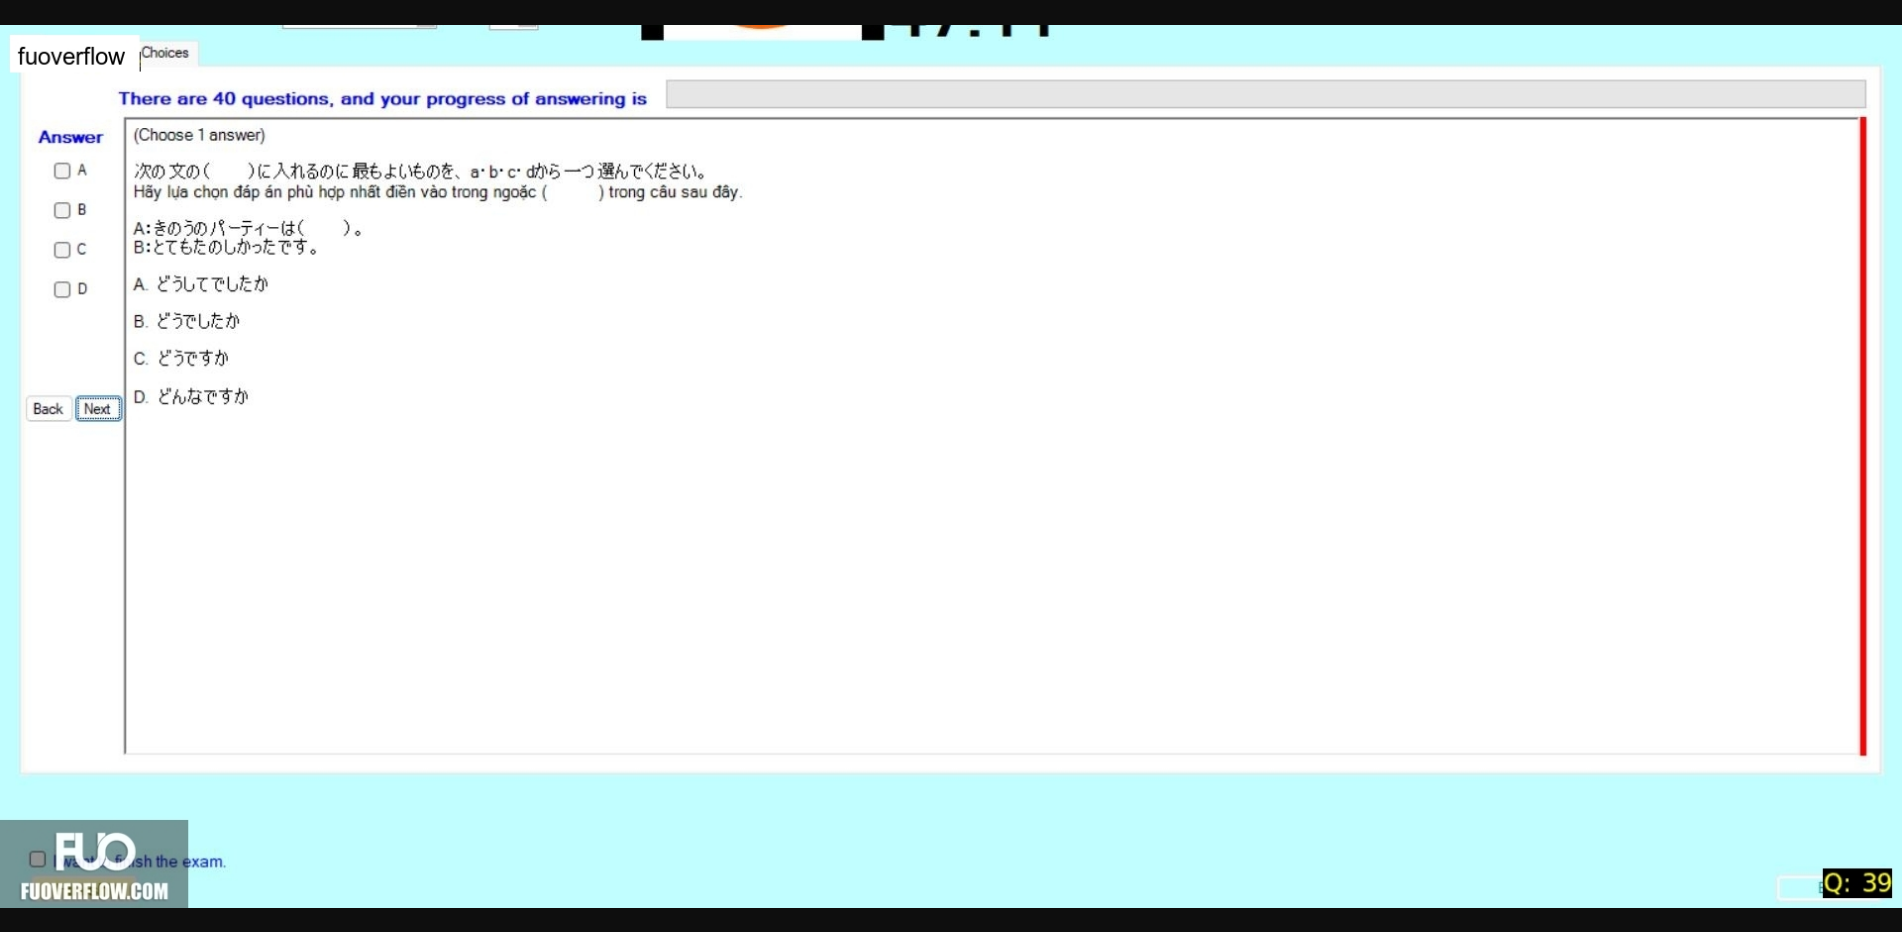 fuoverflow
Choices
There are 40 questions, and your progress of answering is
Answer
(Choose 1 answer)
A
B
C
D
次の文の(　　)に入れるのに最もよいものを、a・b・c・dから一つ選んでください。
Hãy lựa chọn đáp án phù hợp nhất điền vào trong ngoặc (　　) trong câu sau đây.
A:きのうのパーティーは(　　)。
B:とてもたのしかったです。
A. どうしてでしたか
B. どうでしたか
C. どうですか
D. どんなですか
Back
Next
FUO
finish the exam.
FUOVERFLOW.COM
Q: 39